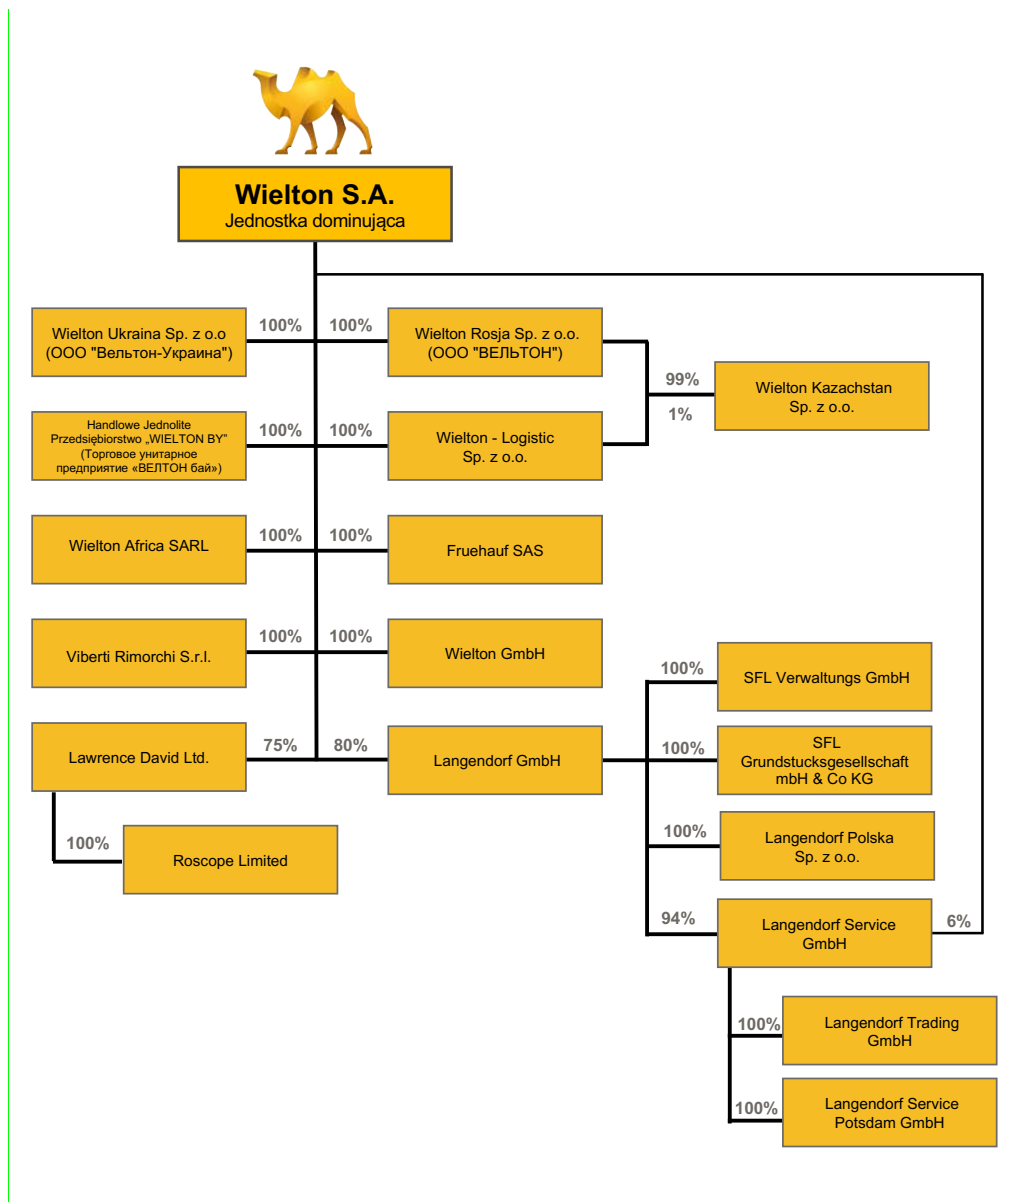 Wielton S.A.
Jednostka dominująca
Wielton Ukraina Sp. z o.o
(ООО "Вельтон-Украина")
100%
100%
Wielton Rosja Sp. z o.o.
(ООО "ВЕЛЬТОН")
99%
1%
Wielton Kazachstan
Sp. z o.o.
Handlowe Jednolite
Przedsiębiorstwo „WIELTON BY”
(Торговое унитарное
предприятие «ВЕЛТОН бай»)
100%
100%
Wielton - Logistic
Sp. z o.o.
Wielton Africa SARL
100%
100%
Fruehauf SAS
Viberti Rimorchi S.r.l.
100%
100%
Wielton GmbH
100%
SFL Verwaltungs GmbH
Lawrence David Ltd.
75%
80%
Langendorf GmbH
100%
SFL
Grundstucksgesellschaft
mbH & Co KG
100%
Roscope Limited
100%
Langendorf Polska
Sp. z o.o.
94%
Langendorf Service
GmbH
6%
100%
Langendorf Trading
GmbH
100%
Langendorf Service
Potsdam GmbH